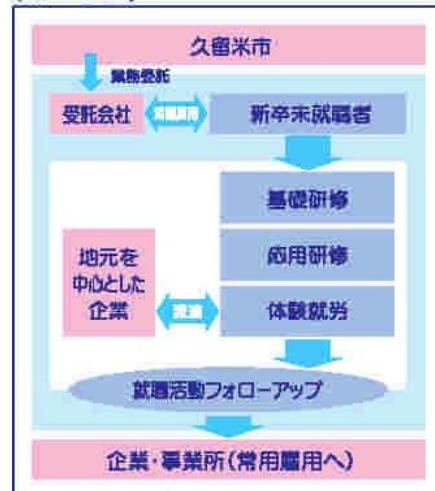 久留米市
業務委託
受託会社
新卒未就職者
基礎研修
地元を
中心とした
企業
応用研修
体験就労
就職活動フォローアップ
企業・事業所(常用雇用へ)